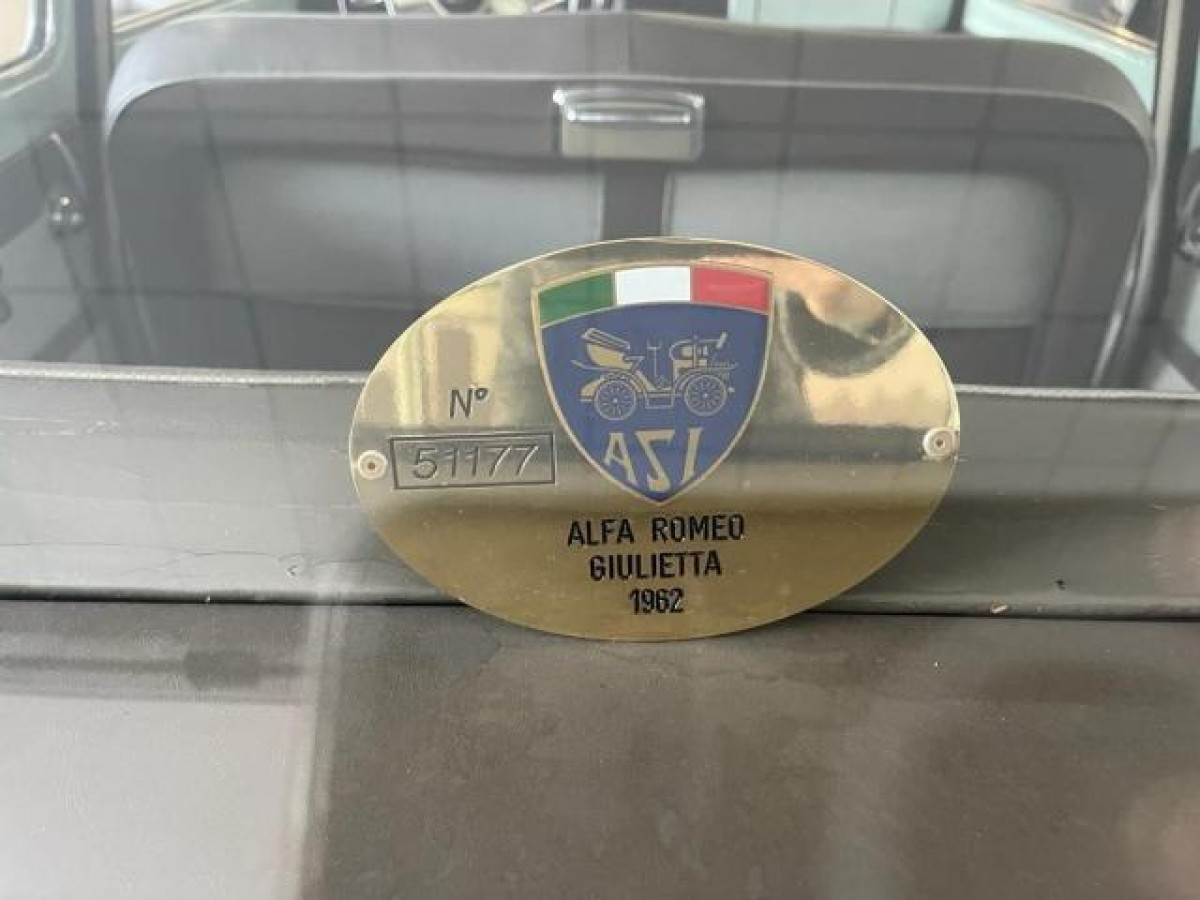 ASI
N°
51177
ALFA ROMEO
GIULIETTA
1962